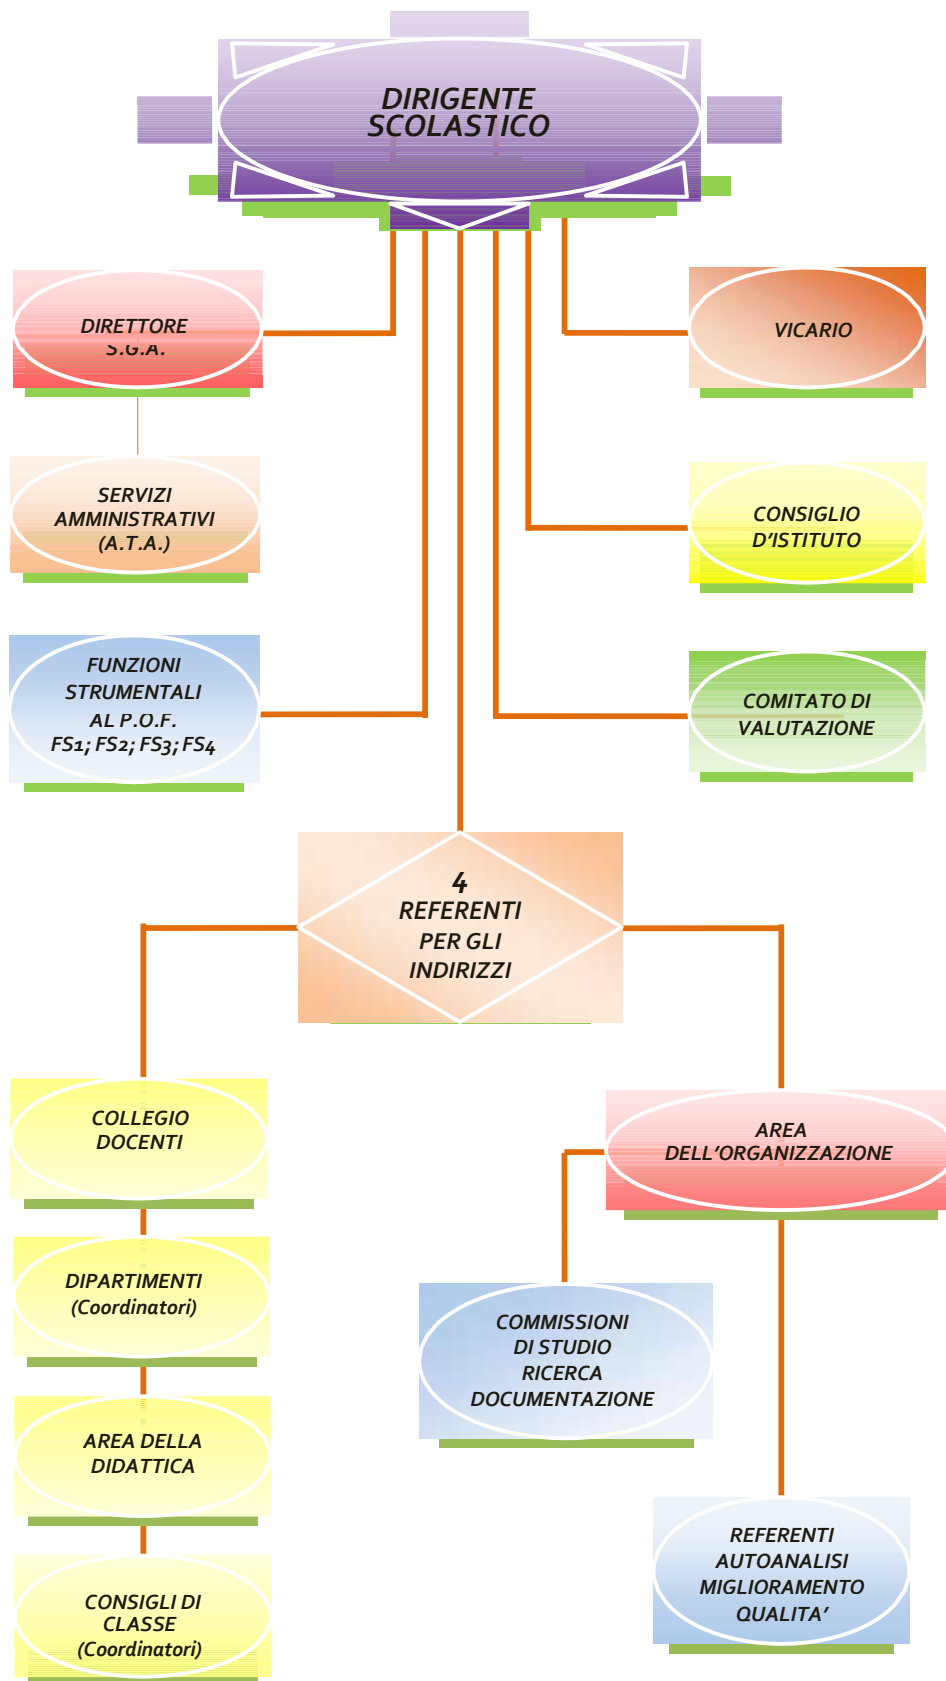 DIRIGENTE
SCOLASTICO
DIRETTORE
S.G.A.
VICARIO
SERVIZI
AMMINISTRATIVI
(A.T.A.)
CONSIGLIO
D'ISTITUTO
FUNZIONI
STRUMENTALI
AL P.O.F.
FS1; FS2; FS3; FS4
COMITATO DI
VALUTAZIONE
4
REFERENTI
PER GLI
INDIRIZZI
COLLEGIO
DOCENTI
AREA
DELL'ORGANIZZAZIONE
DIPARTIMENTI
(Coordinatori)
COMMISSIONI
DI STUDIO
RICERCA
DOCUMENTAZIONE
AREA DELLA
DIDATTICA
REFERENTI
AUTOANALISI
MIGLIORAMENTO
QUALITA'
CONSIGLI DI
CLASSE
(Coordinatori)